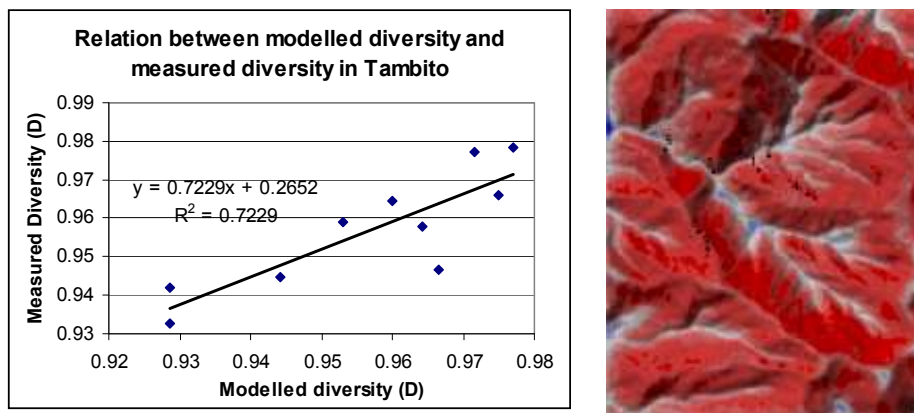 Relation between modelled diversity and
measured diversity in Tambito
Measured Diversity (D)
0.99
0.98
0.97
0.96
0.95
0.94
0.93
y = 0.7229x + 0.2652
R² = 0.7229
0.92 0.93 0.94 0.95 0.96 0.97 0.98
Modelled diversity (D)